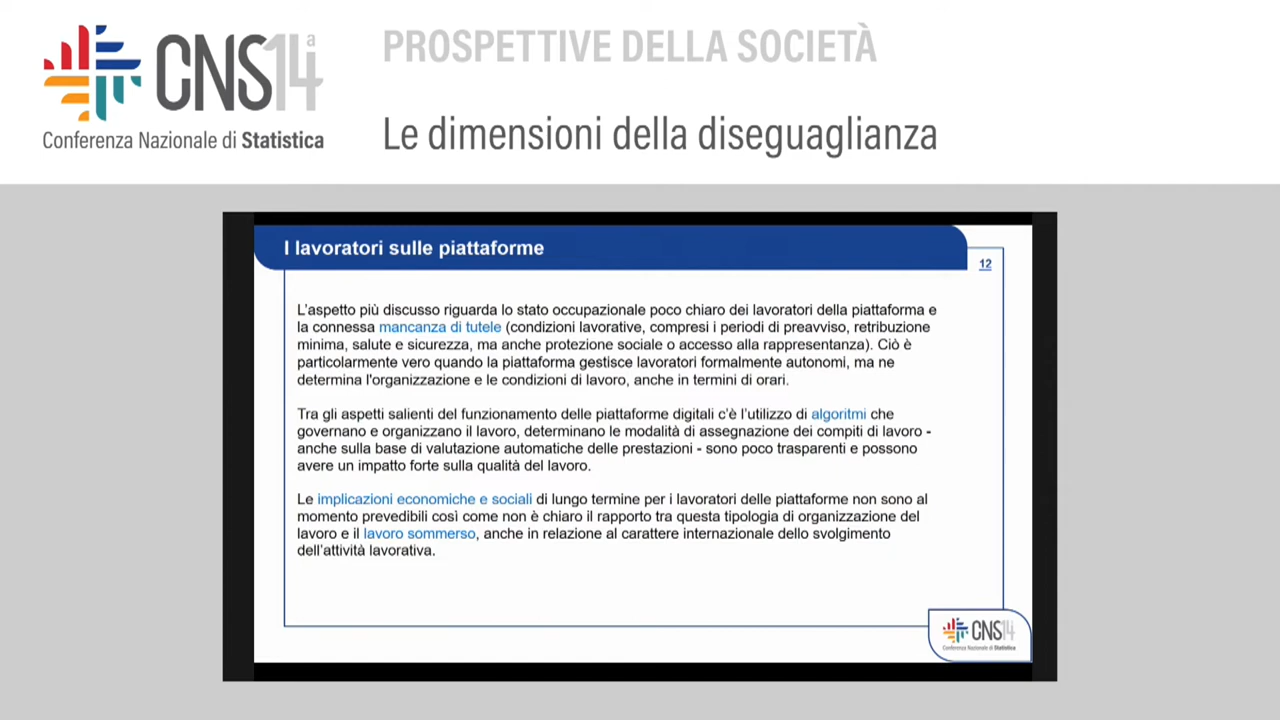 CNS14a
Conferenza Nazionale di Statistica
PROSPETTIVE DELLA SOCIETÀ
Le dimensioni della diseguaglianza
I lavoratori sulle piattaforme
12
L'aspetto più discusso riguarda lo stato occupazionale poco chiaro dei lavoratori della piattaforma e
la connessa mancanza di tutele (condizioni lavorative, compresi i periodi di preavviso, retribuzione
minima, salute e sicurezza, ma anche protezione sociale o accesso alla rappresentanza). Ciò è
particolarmente vero quando la piattaforma gestisce lavoratori formalmente autonomi, ma ne
determina l'organizzazione e le condizioni di lavoro, anche in termini di orari.
Tra gli aspetti salienti del funzionamento delle piattaforme digitali c'è l'utilizzo di algoritmi che
governano e organizzano il lavoro, determinano le modalità di assegnazione dei compiti di lavoro -
anche sulla base di valutazione automatiche delle prestazioni - sono poco trasparenti e possono
avere un impatto forte sulla qualità del lavoro.
Le implicazioni economiche e sociali di lungo termine per i lavoratori delle piattaforme non sono al
momento prevedibili così come non è chiaro il rapporto tra questa tipologia di organizzazione del
lavoro e il lavoro sommerso, anche in relazione al carattere internazionale dello svolgimento
dell'attività lavorativa.
CNS14
Conferenza Nazionale di Statistica